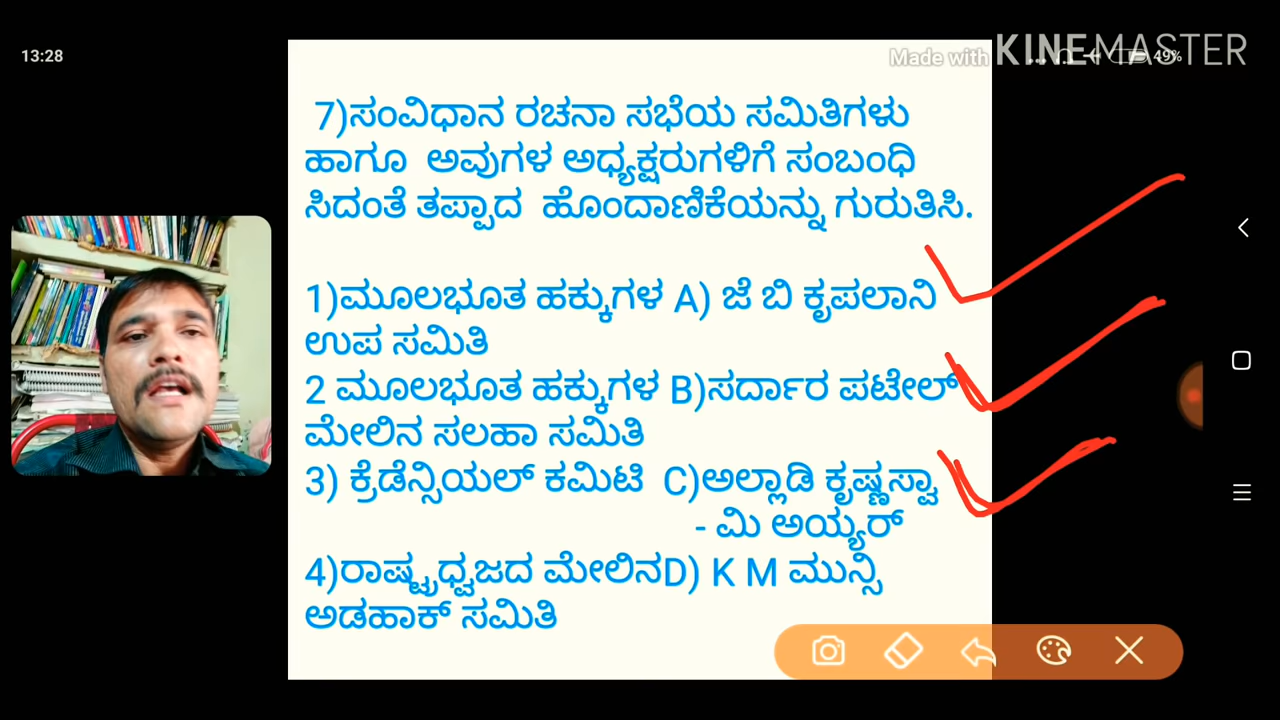 13:28
Made with KINEMASTER
49%
7)ಸಂವಿಧಾನ ರಚನಾ ಸಭೆಯ ಸಮಿತಿಗಳು
ಹಾಗೂ ಅವುಗಳ ಅಧ್ಯಕ್ಷರುಗಳಿಗೆ ಸಂಬಂಧಿ
ಸಿದಂತೆ ತಪ್ಪಾದ ಹೊಂದಾಣಿಕೆಯನ್ನು ಗುರುತಿಸಿ.
1)ಮೂಲಭೂತ ಹಕ್ಕುಗಳ A) ಜೆ ಬಿ ಕೃಪಲಾನಿ
ಉಪ ಸಮಿತಿ
2 ಮೂಲಭೂತ ಹಕ್ಕುಗಳ B)ಸರ್ದಾರ ಪಟೇಲ್
ಮೇಲಿನ ಸಲಹಾ ಸಮಿತಿ
3) ಕ್ರೆಡೆನ್ಸಿಯಲ್ ಕಮಿಟಿ C)ಅಲ್ಲಾಡಿ ಕೃಷ್ಣಸ್ವಾ
- ಮಿ ಅಯ್ಯರ್
4)ರಾಷ್ಟ್ರಧ್ವಜದ ಮೇಲಿನD) K M ಮುನ್ಸಿ
ಅಡಹಾಕ್ ಸಮಿತಿ